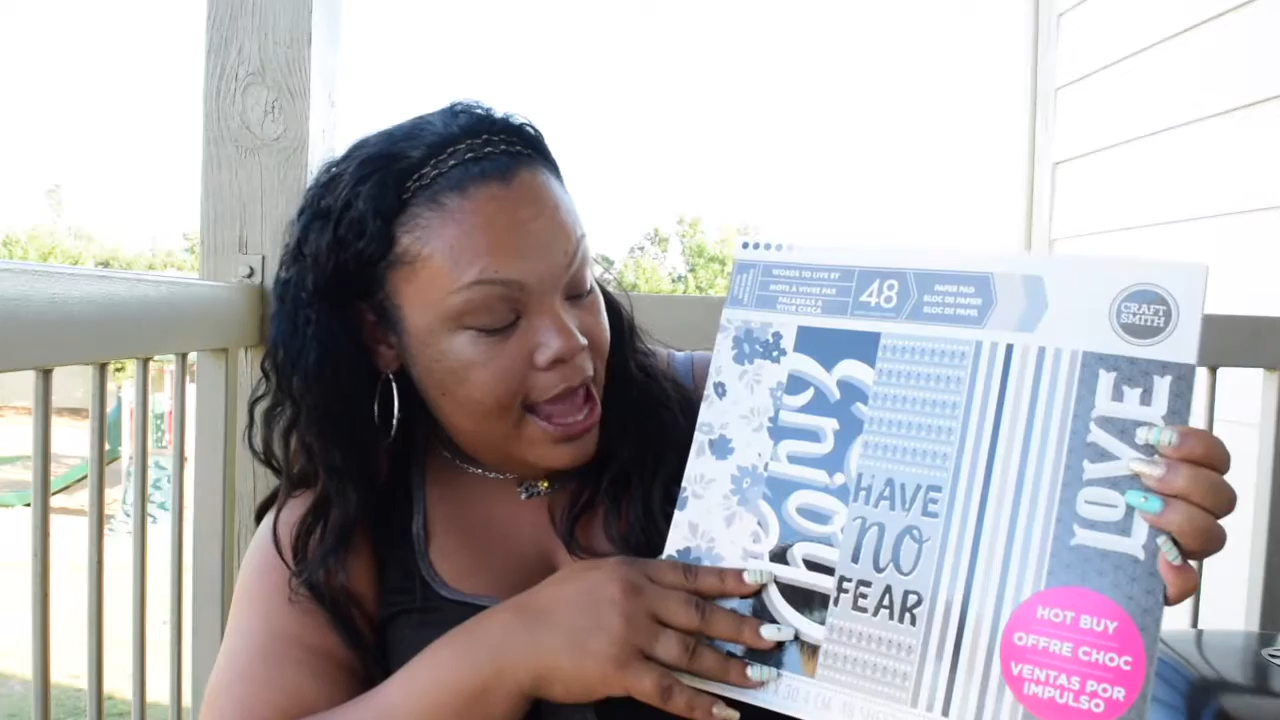 WORDS TO LIVE BY
MOTS À VIVRE PAR
PALABRAS A
VIVIR CERCA
48
PAPER PAD
BLOC DE PAPIER
BLOC DE PAPEL
CRAFT
SMITH
HAVE
NO
FEAR
LOVE
HOT BUY
OFFRE CHOC
VENTAS POR
IMPULSO